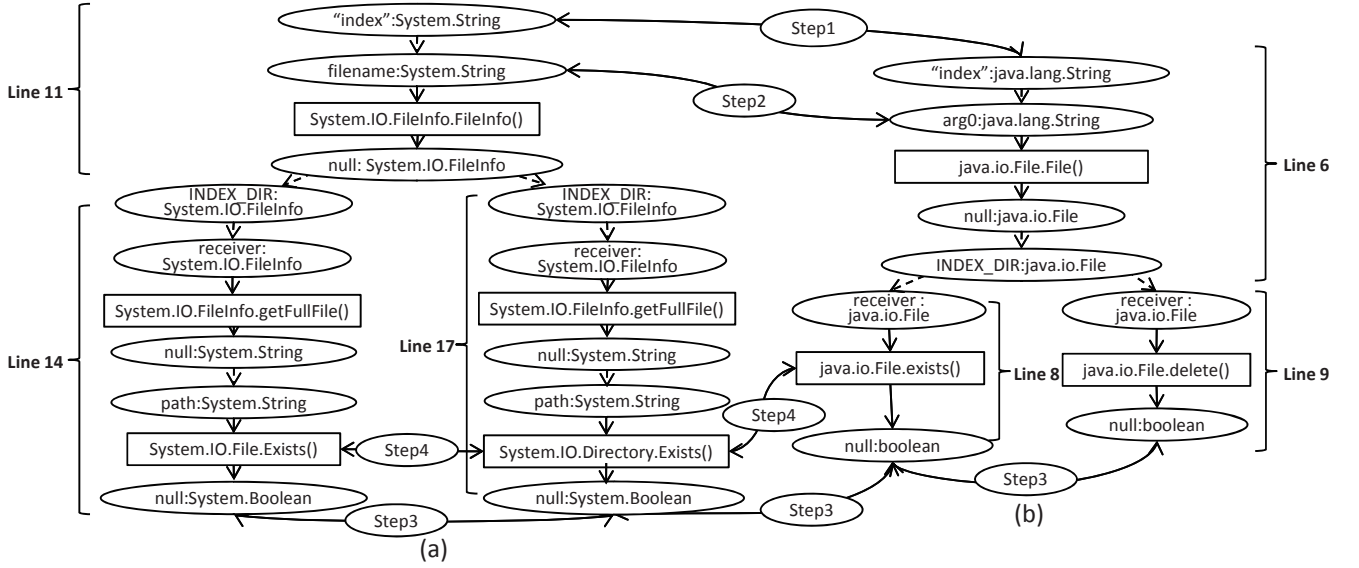 "index":System.String
Step1
filename:System.String
"index":java.lang.String
Line 11
Step2
System.IO.FileInfo.FileInfo()
arg0:java.lang.String
null: System.IO.FileInfo
java.io.File.File()
Line 6
INDEX_DIR:
System.IO.FileInfo
INDEX_DIR:
System.IO.FileInfo
null:java.io.File
receiver:
System.IO.FileInfo
receiver:
System.IO.FileInfo
INDEX_DIR:java.io.File
System.IO.FileInfo.getFullFile()
System.IO.FileInfo.getFullFile()
receiver :
java.io.File
receiver :
java.io.File
Line 14
null:System.String
Line 17
null:System.String
java.io.File.exists()
Line 8
java.io.File.delete()
Line 9
path:System.String
path:System.String
Step4
null:boolean
null:boolean
System.IO.File.Exists()
Step4
System.IO.Directory.Exists()
Step3
null:System.Boolean
null:System.Boolean
Step3
Step3
(a)
(b)